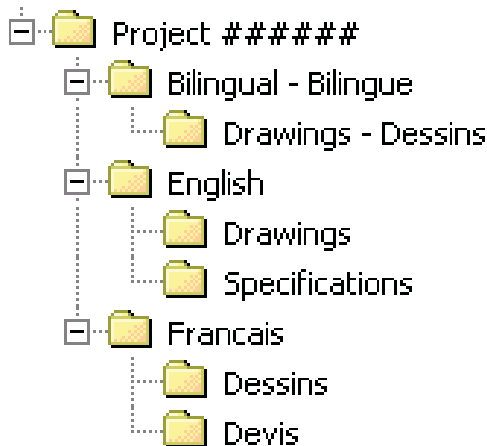 Project ######
Bilingual - Bilingue
Drawings - Dessins
English
Drawings
Specifications
Francais
Dessins
Devis